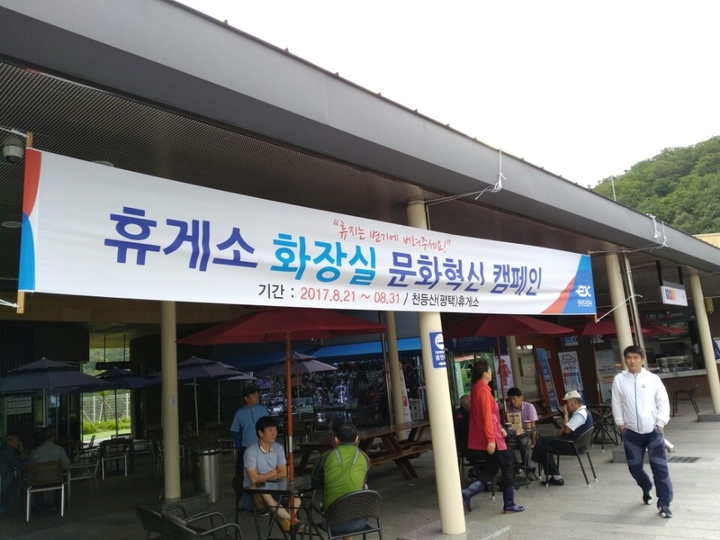 "휴지는 변기에 버려주세요!"
휴게소 화장실 문화혁신 캠페인
기간 : 2017.8.21 ~ 08.31 / 천등산(평택)휴게소
ex
한국도로공사